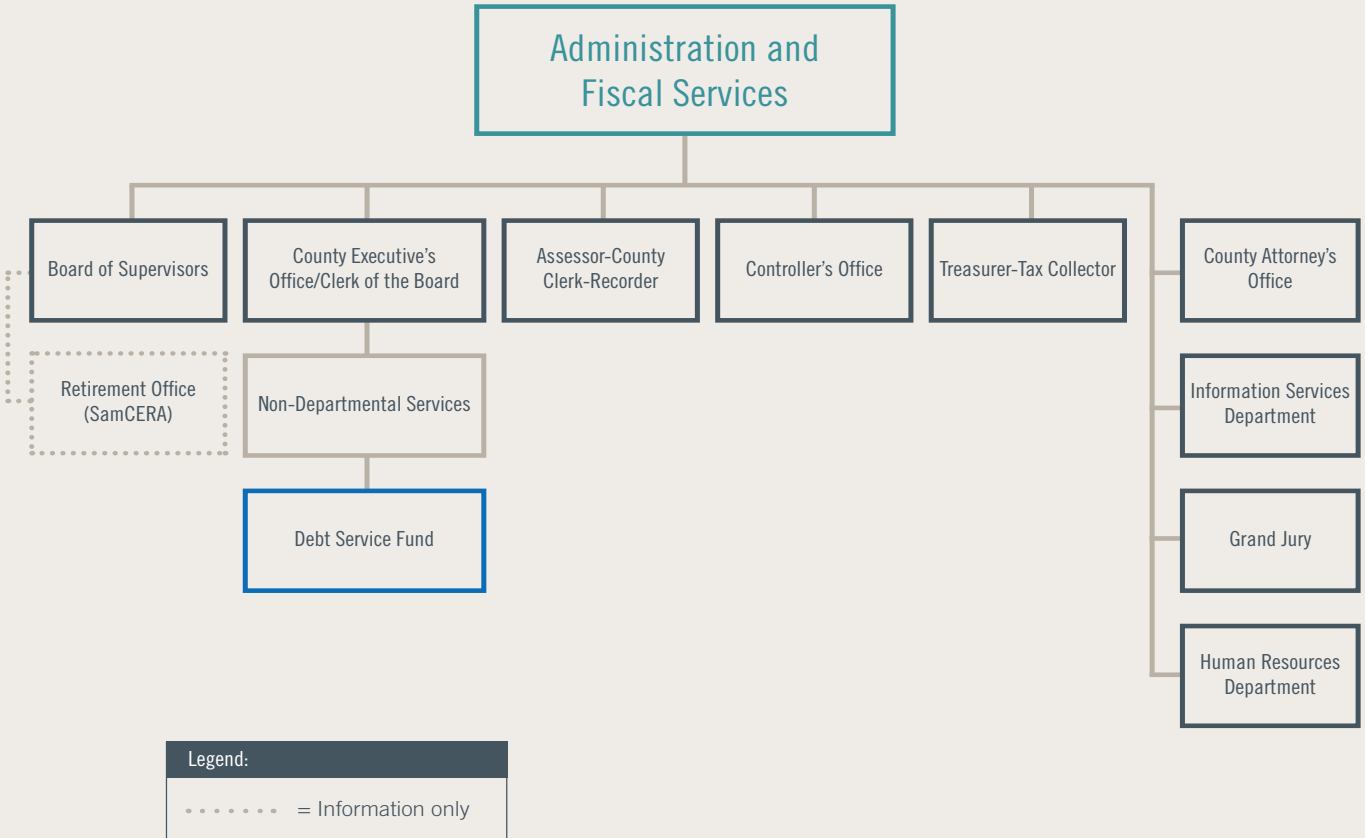 Administration and
Fiscal Services
Board of Supervisors
County Executive's
Office/Clerk of the Board
Assessor-County
Clerk-Recorder
Controller's Office
Treasurer-Tax Collector
County Attorney's
Office
Retirement Office
(SamCERA)
Non-Departmental Services
Information Services
Department
Debt Service Fund
Grand Jury
Human Resources
Department
Legend:
= Information only